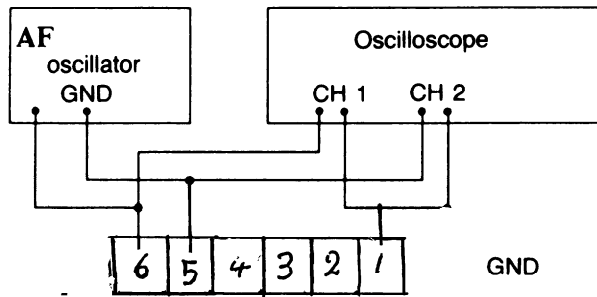 AF Oscilloscope
oscillator
GND CH 1 CH 2
6 5 4 3 2 1 GND